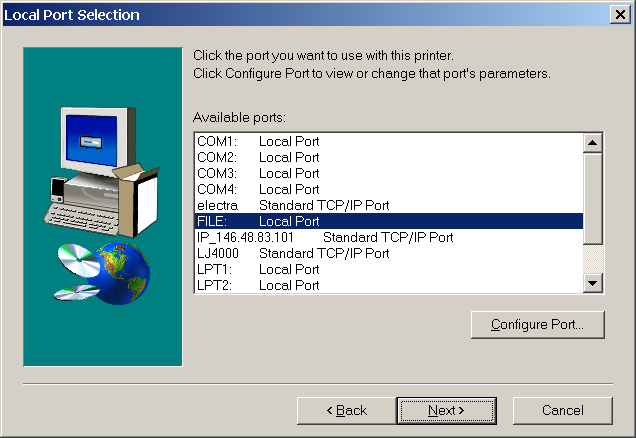 Local Port Selection
Click the port you want to use with this printer.
Click Configure Port to view or change that port's parameters.
Available ports:
COM1: Local Port
COM2: Local Port
COM3: Local Port
COM4: Local Port
electra Standard TCP/IP Port
FILE: Local Port
IP_146.48.83.101 Standard TCP/IP Port
LJ4000 Standard TCP/IP Port
LPT1: Local Port
LPT2: Local Port
Configure Port...
< Back Next > Cancel